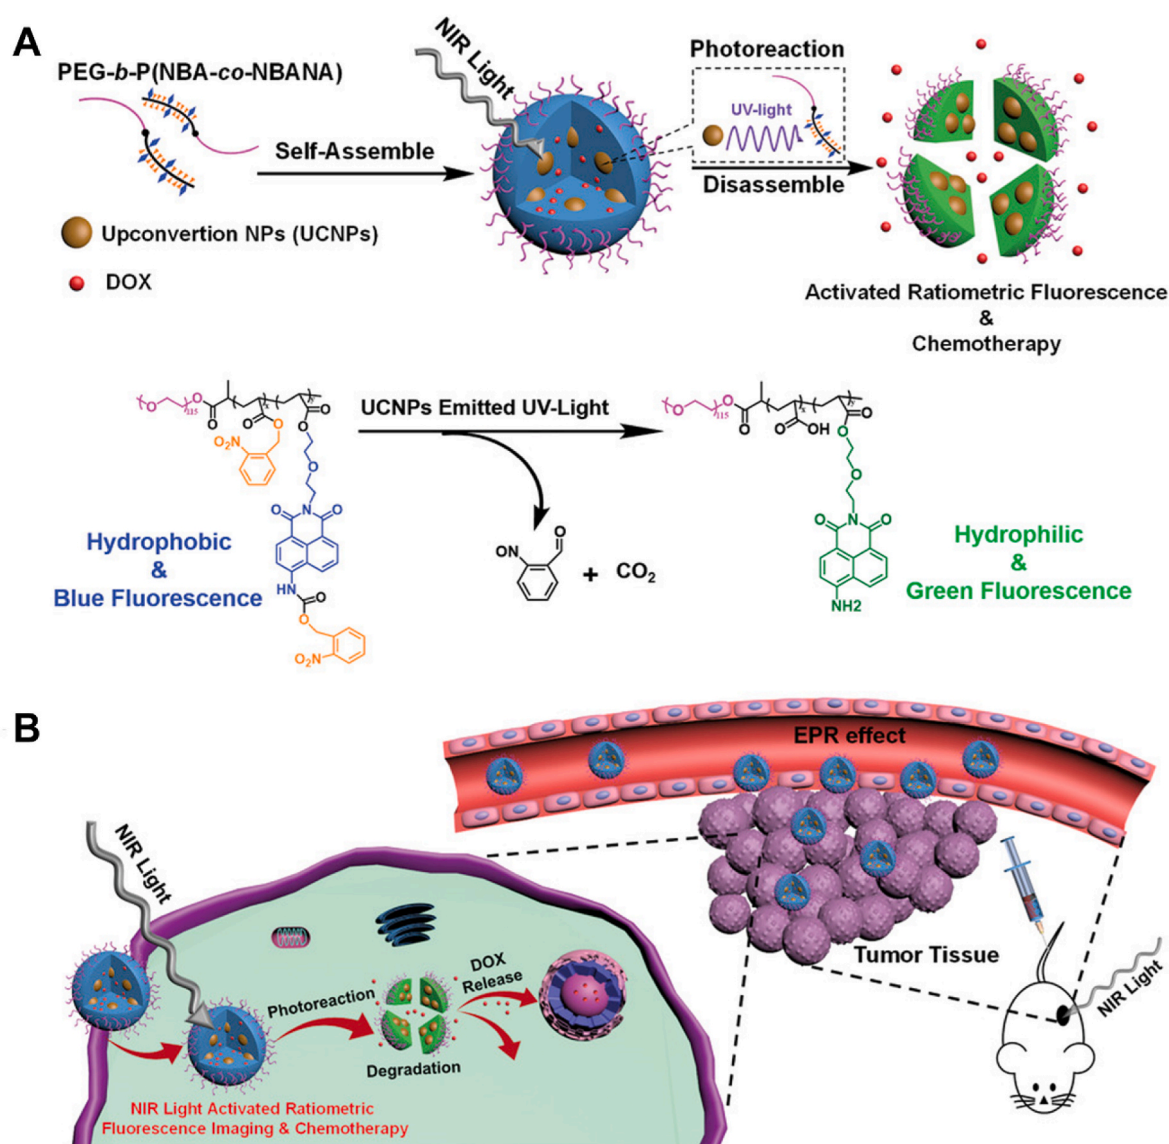 A
PEG-b-P(NBA-co-NBANA)
Self-Assemble
Upconvertion NPs (UCNPs)
DOX
NIR Light
Photoreaction
UV-light
Disassemble
Activated Ratiometric Fluorescence
&
Chemotherapy
O
O
115
O
O
O
x
O
y
O
O2N
O
O
N
O
O
HN
O
O
O2N
Hydrophobic
&
Blue Fluorescence
UCNPs Emitted UV-Light
ON
O
+ CO2
O
O
115
O
x
O
OH
y
O
O
O
N
O
O
NH2
Hydrophilic
&
Green Fluorescence
B
EPR effect
Tumor Tissue
NIR Light
NIR Light
Photoreaction
Degradation
DOX
Release
NIR Light Activated Ratiometric
Fluorescence Imaging & Chemotherapy